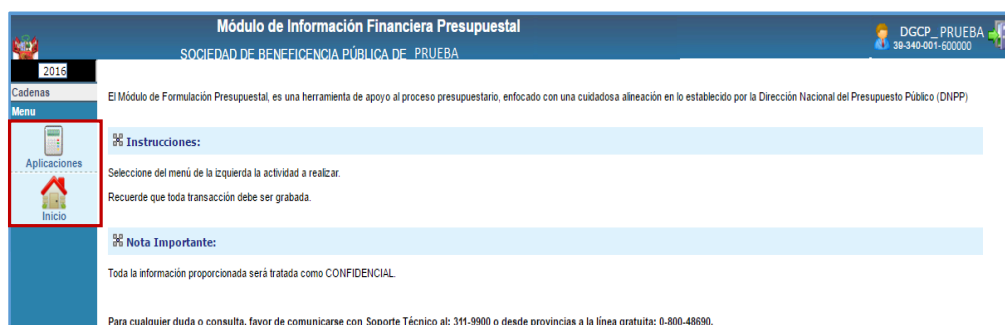 Módulo de Información Financiera Presupuestal
SOCIEDAD DE BENEFICENCIA PÚBLICA DE PRUEBA
DGCP_PRUEBA
39-340-001-600000
2016
Cadenas
Menu
Aplicaciones
Inicio
El Módulo de Formulación Presupuestal, es una herramienta de apoyo al proceso presupuestario, enfocado con una cuidadosa alineación en lo establecido por la Dirección Nacional del Presupuesto Público (DNPP)
Instrucciones:
Seleccione del menú de la izquierda la actividad a realizar.
Recuerde que toda transacción debe ser grabada.
Nota Importante:
Toda la información proporcionada será tratada como CONFIDENCIAL.
Para cualquier duda o consulta, favor de comunicarse con Soporte Técnico al: 311-9900 o desde provincias a la línea gratuita: 0-800-48690.